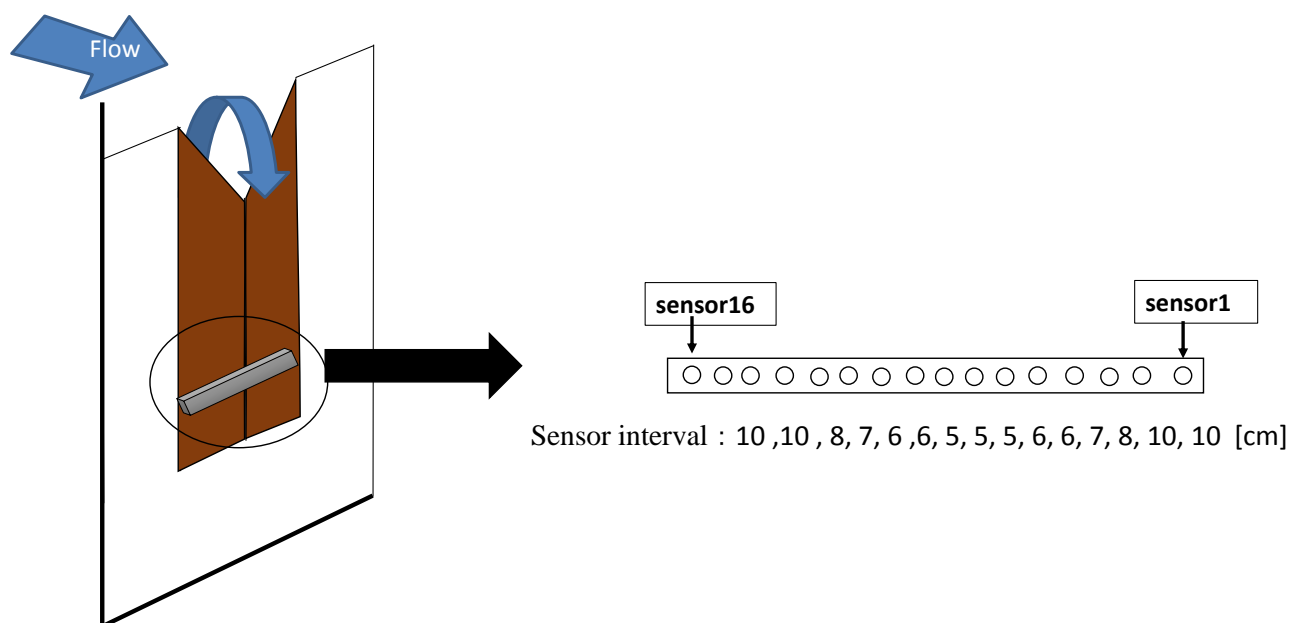 Flow
sensor16
sensor1
Sensor interval : 10 ,10 , 8, 7, 6 ,6, 5, 5, 5, 6, 6, 7, 8, 10, 10 [cm]